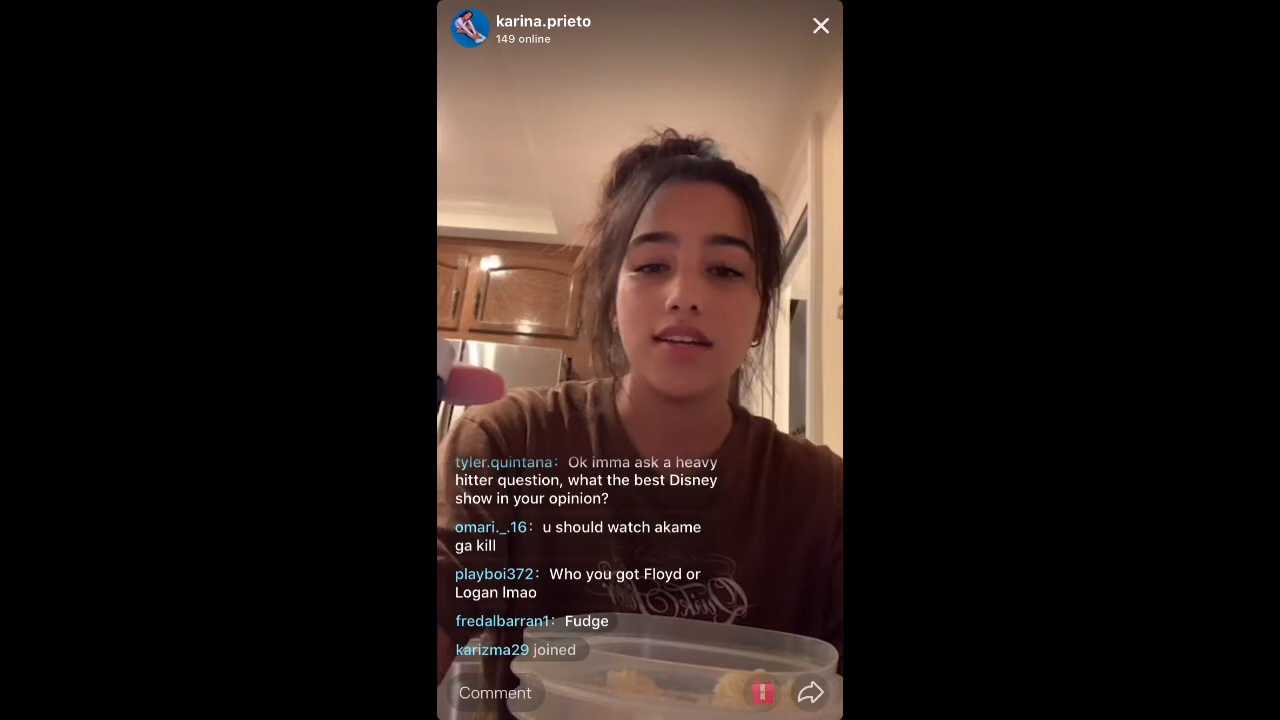 karina.prieto
149 online
tyler.quintana: Ok imma ask a heavy
hitter question, what the best Disney
show in your opinion?
omari._.16: u should watch akame
ga kill
playboi372: Who you got Floyd or
Logan lmao
fredalbarran1: Fudge
karizma29 joined
Comment